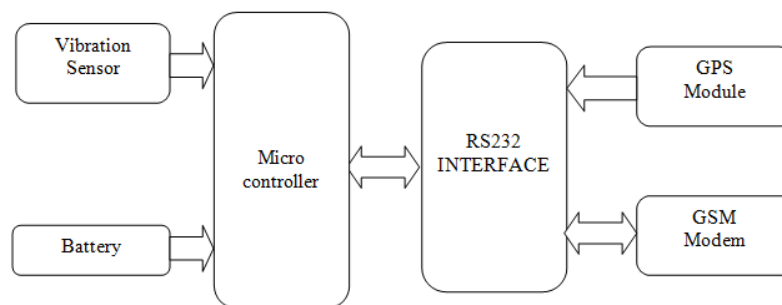 Vibration
Sensor
Battery
Micro
controller
RS232
INTERFACE
GPS
Module
GSM
Modem